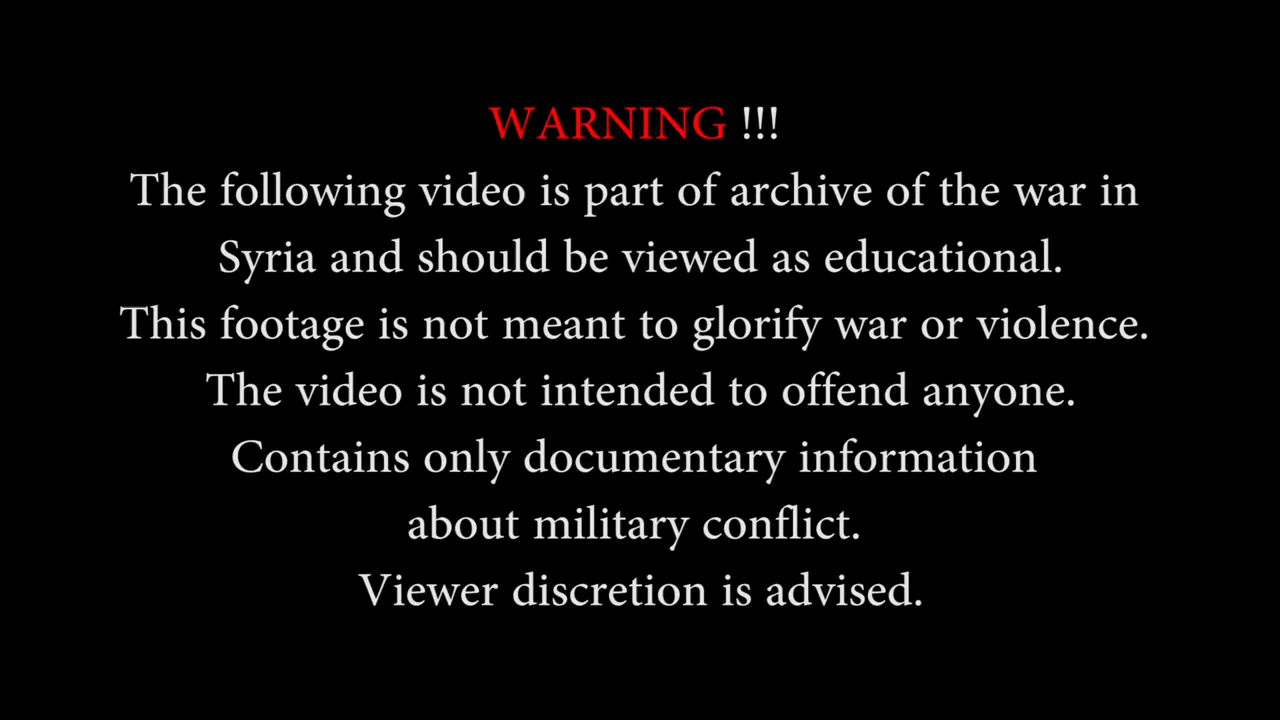 WARNING !!!
The following video is part of archive of the war in
Syria and should be viewed as educational.
This footage is not meant to glorify war or violence.
The video is not intended to offend anyone.
Contains only documentary information
about military conflict.
Viewer discretion is advised.